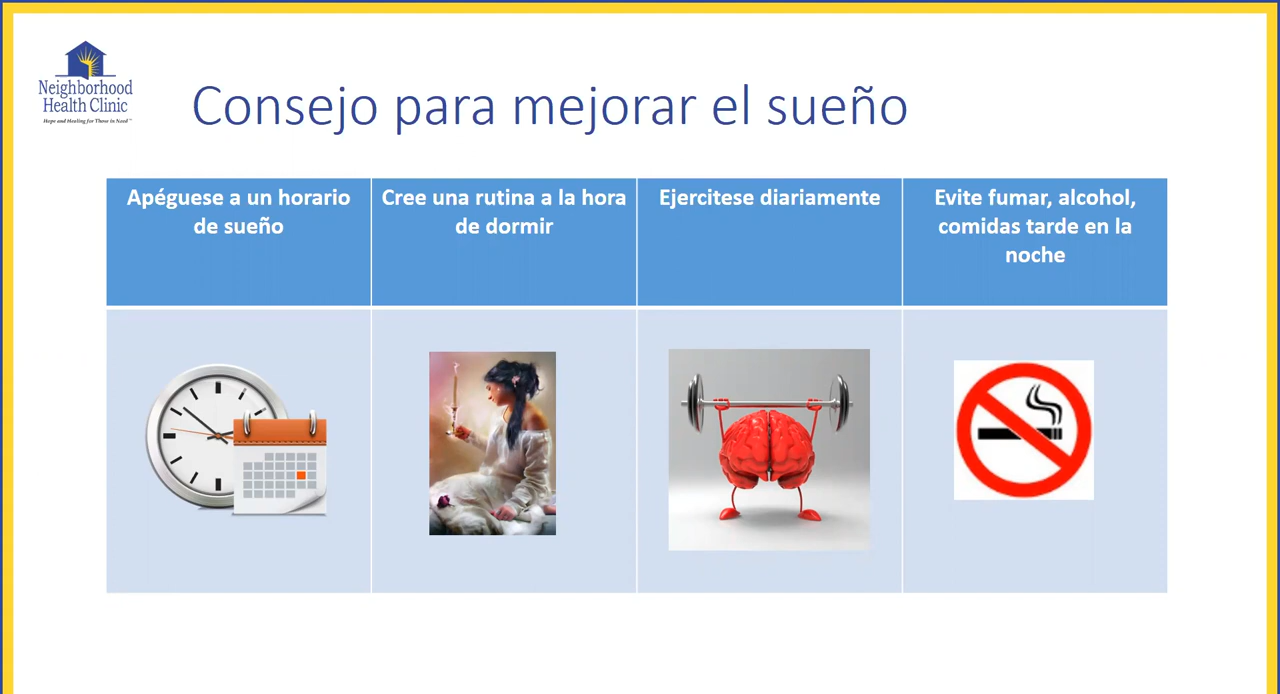 Neighborhood
Health Clinic
Hope and Healing for Those in Need™
Consejo para mejorar el sueño
Apéguese a un horario
de sueño
Cree una rutina a la hora
de dormir
Ejercitese diariamente
Evite fumar, alcohol,
comidas tarde en la
noche